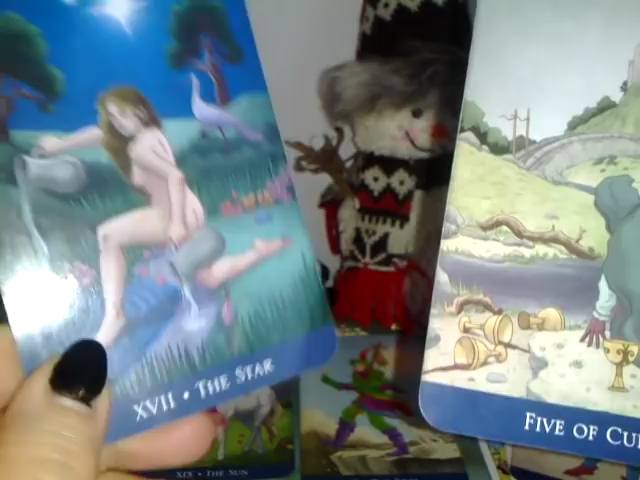 XVII • THE STAR
FIVE OF CU
XIX • THE SUN